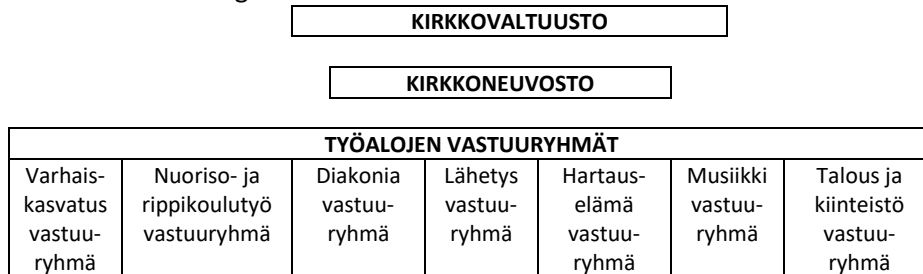 KIRKKOVALTUUSTO
KIRKKONEUVOSTO
TYÖALOJEN VASTUURYHMÄT
Varhais-
kasvatus
vastuu-
ryhmä
Nuoriso- ja
rippikoulutyö
vastuuryhmä
Diakonia
vastuu-
ryhmä
Lähetys
vastuu-
ryhmä
Hartaus-
elämä
vastuu-
ryhmä
Musiikki
vastuu-
ryhmä
Talous ja
kiinteistö
vastuu-
ryhmä